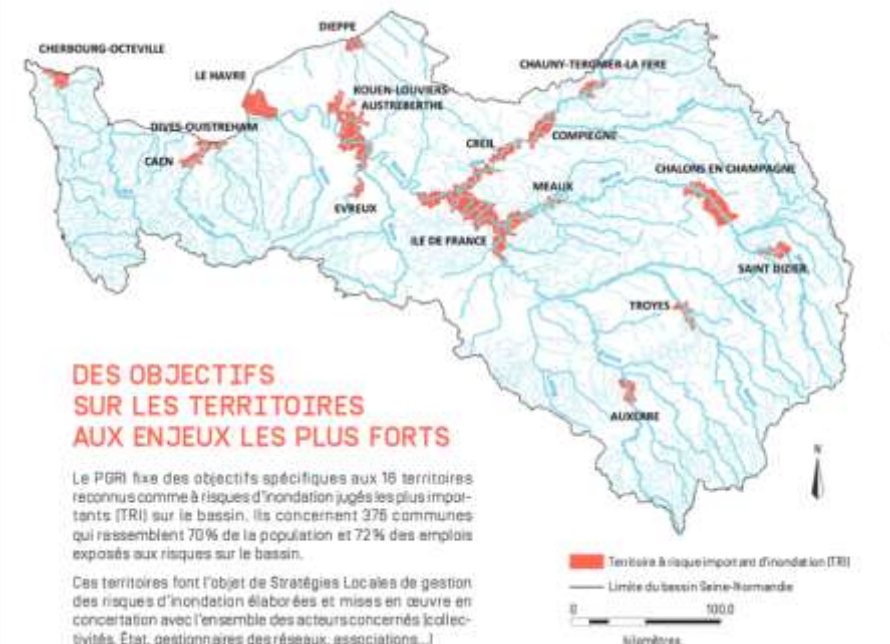 DIEPPE
CHERBOURG-OCTEVILLE
LE HAVRE
CHAUNY-TERGNIER-LA FERE
ROUEN-LOUVIERS-
AUSTREBERTHE
DIVES-OUISTREHAM
CREIL
COMPIEGNE
CAEN
MEAUX
CHALONS EN CHAMPAGNE
EVREUX
ILE DE FRANCE
SAINT DIZIER
TROYES
AUXERRE
DES OBJECTIFS
SUR LES TERRITOIRES
AUX ENJEUX LES PLUS FORTS
Le PGRI fixe des objectifs spécifiques aux 16 territoires
reconnus comme à risques d'inondation jugés les plus impor-
tants (TRI) sur le bassin. Ils concernent 376 communes
qui rassemblent 70% de la population et 72% des emplois
exposés aux risques sur le bassin.
Ces territoires font l'objet de Stratégies Locales de gestion
des risques d'inondation élaborées et mises en œuvre en
concertation avec l'ensemble des acteurs concernés (collec-
tivités, État, gestionnaires des réseaux, associations...)
N
Territoire à risque important d'inondation (TRI)
Limite du bassin Seine-Normandie
0 100,0
kilomètres